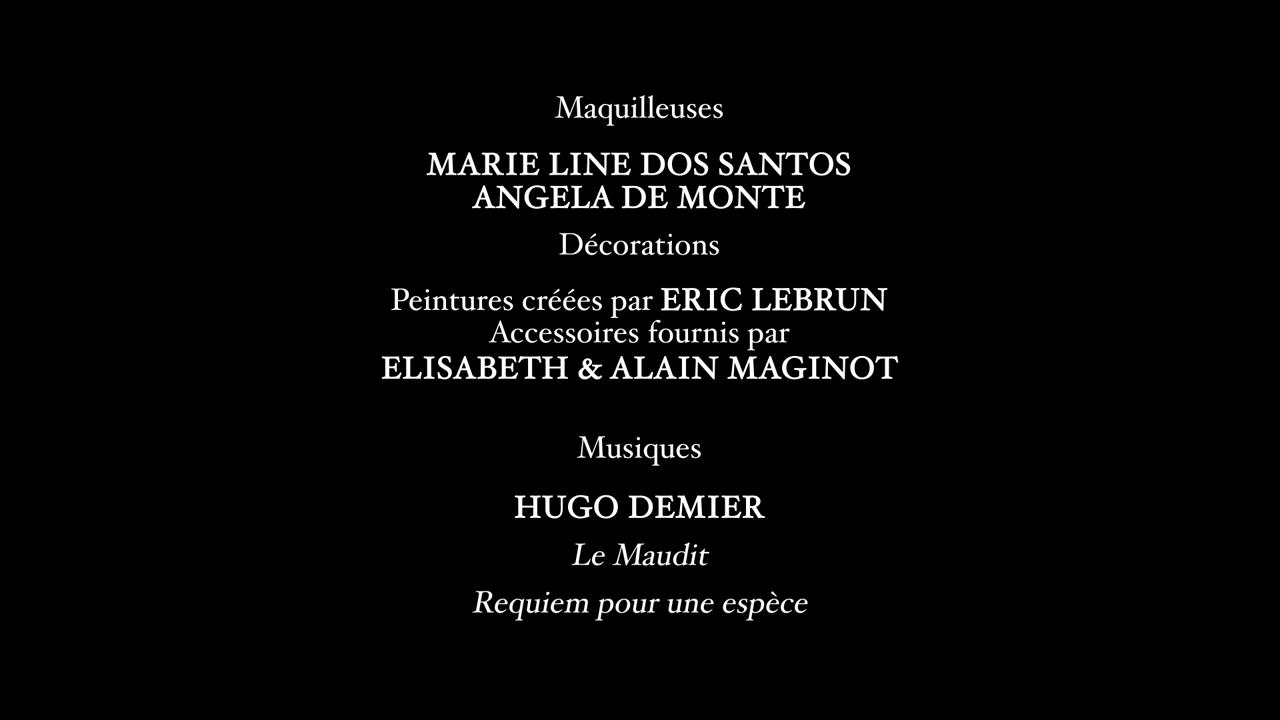 Maquilleuses
MARIE LINE DOS SANTOS
ANGELA DE MONTE
Décorations
Peintures créées par ERIC LEBRUN
Accessoires fournis par
ELISABETH & ALAIN MAGINOT
Musiques
HUGO DEMIER
Le Maudit
Requiem pour une espèce